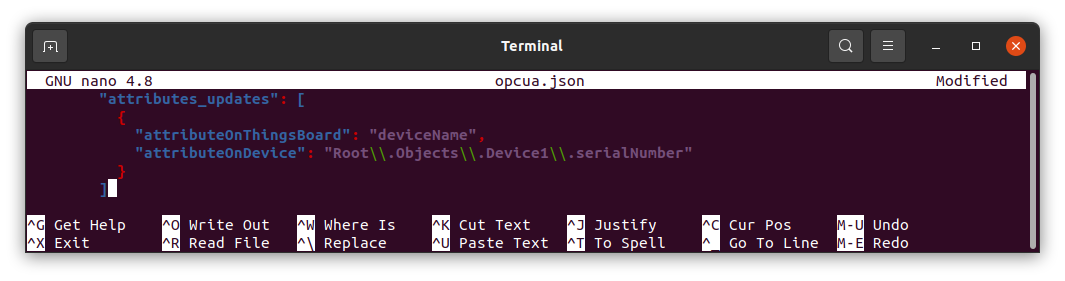 Terminal
GNU nano 4.8 opcua.json Modified
"attributes_updates": [
{
"attributeOnThingsBoard": "deviceName",
"attributeOnDevice": "Root\\.Objects\\.Device1\\.serialNumber"
}
]
^G Get Help ^O Write Out ^W Where Is ^K Cut Text ^J Justify ^C Cur Pos M-U Undo
^X Exit ^R Read File ^\ Replace ^U Paste Text ^T To Spell ^_ Go To Line M-E Redo